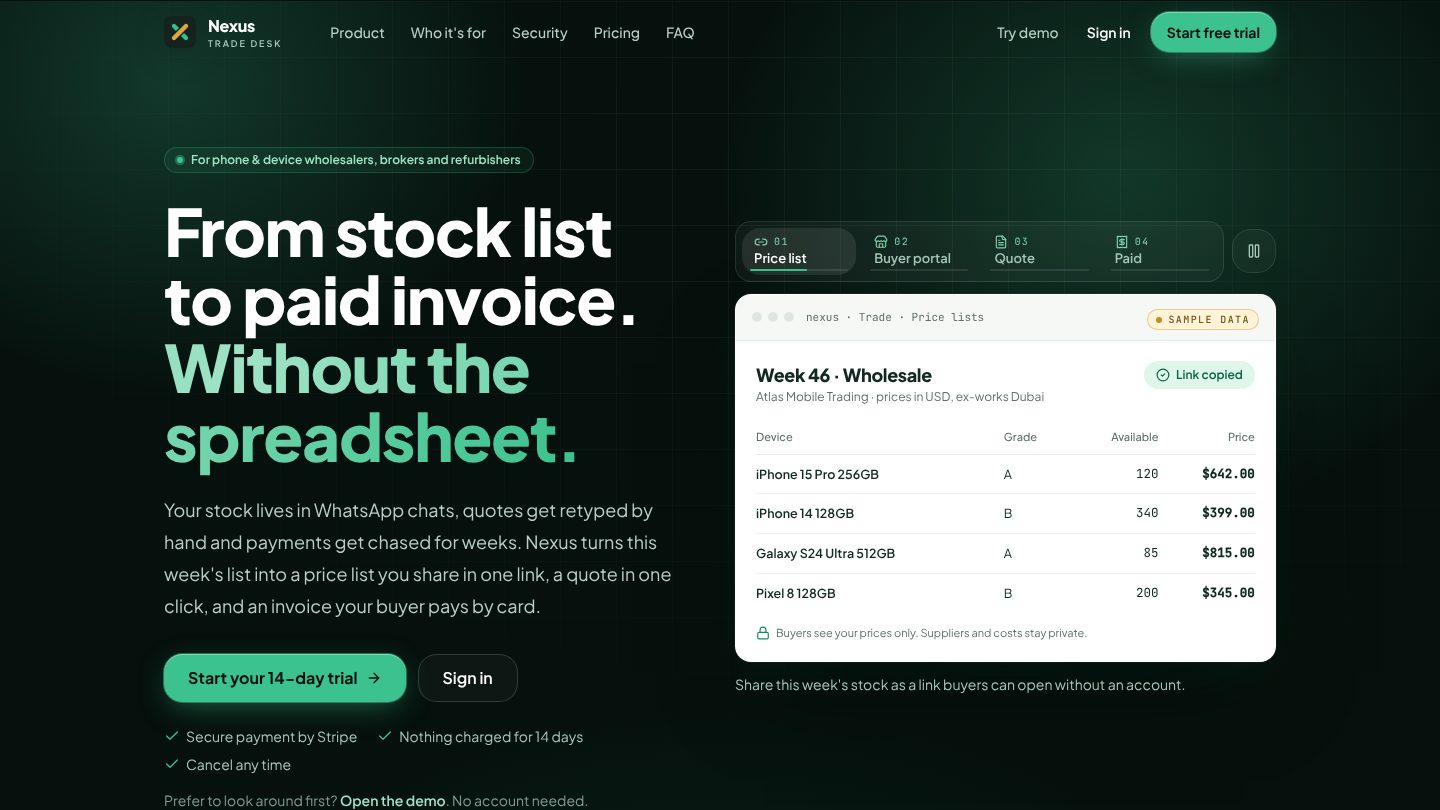 Nexus
TRADE DESK
Product
Who it's for
Security
Pricing
FAQ
Try demo
Sign in
Start free trial
For phone & device wholesalers, brokers and refurbishers
From stock list
to paid invoice.
Without the
spreadsheet.
Your stock lives in WhatsApp chats, quotes get retyped by
hand and payments get chased for weeks. Nexus turns this
week's list into a price list you share in one link, a quote in one
click, and an invoice your buyer pays by card.
Start your 14-day trial →
Sign in
Secure payment by Stripe
Nothing charged for 14 days
Cancel any time
Prefer to look around first? Open the demo. No account needed.
01
Price list
02
Buyer portal
03
Quote
04
Paid
nexus · Trade · Price lists
SAMPLE DATA
Week 46 · Wholesale
Link copied
Atlas Mobile Trading · prices in USD, ex-works Dubai
Device Grade Available Price
iPhone 15 Pro 256GB A 120 $642.00
iPhone 14 128GB B 340 $399.00
Galaxy S24 Ultra 512GB A 85 $815.00
Pixel 8 128GB B 200 $345.00
Buyers see your prices only. Suppliers and costs stay private.
Share this week's stock as a link buyers can open without an account.